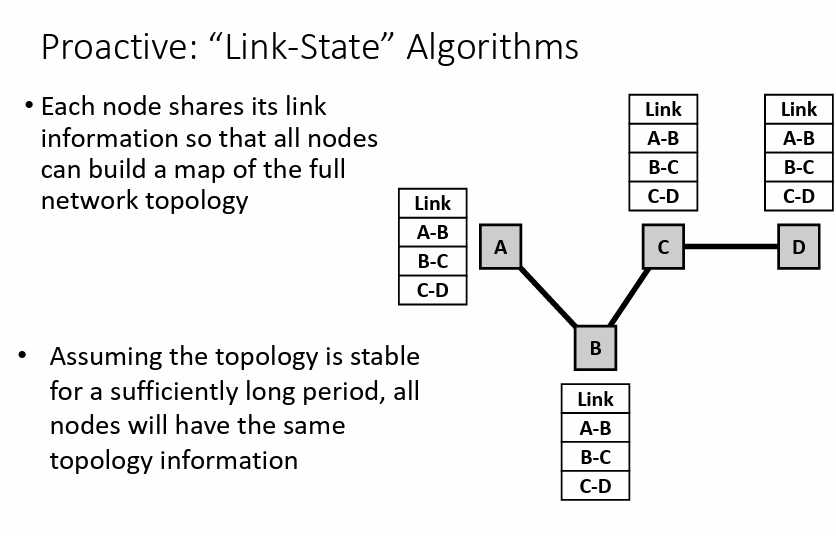 Proactive: “Link-State” Algorithms
• Each node shares its link
information so that all nodes
can build a map of the full
network topology
Link
A-B
B-C
C-D
A
Link
A-B
B-C
C-D
C
Link
A-B
B-C
C-D
D
B
Link
A-B
B-C
C-D
• Assuming the topology is stable
for a sufficiently long period, all
nodes will have the same
topology information